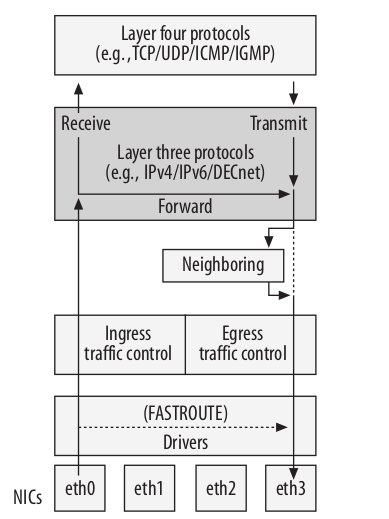 Layer four protocols
(e.g.,TCP/UDP/ICMP/IGMP)
Receive
Transmit
Layer three protocols
(e.g., IPv4/IPv6/DECnet)
Forward
Neighboring
Ingress
traffic control
Egress
traffic control
(FASTROUTE)
Drivers
NICs
eth0
eth1
eth2
eth3